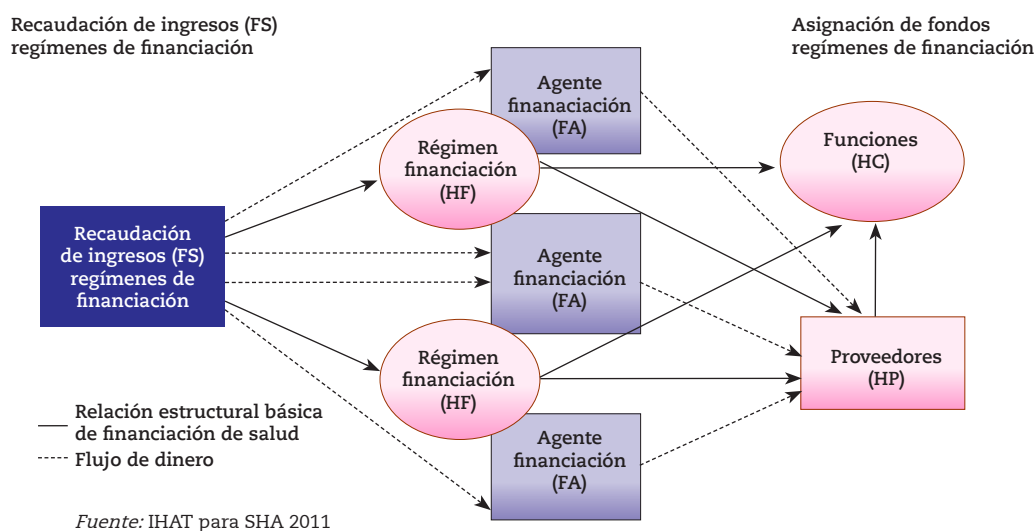 Recaudación de ingresos (FS)
regímenes de financiación
Asignación de fondos
regímenes de financiación
Agente
finanaciación
(FA)
Régimen
financiación
(HF)
Funciones
(HC)
Recaudación
de ingresos (FS)
regímenes de
financiación
Agente
financiación
(FA)
Régimen
financiación
(HF)
Proveedores
(HP)
Agente
financiación
(FA)
Relación estructural básica
de financiación de salud
Flujo de dinero
Fuente: IHAT para SHA 2011